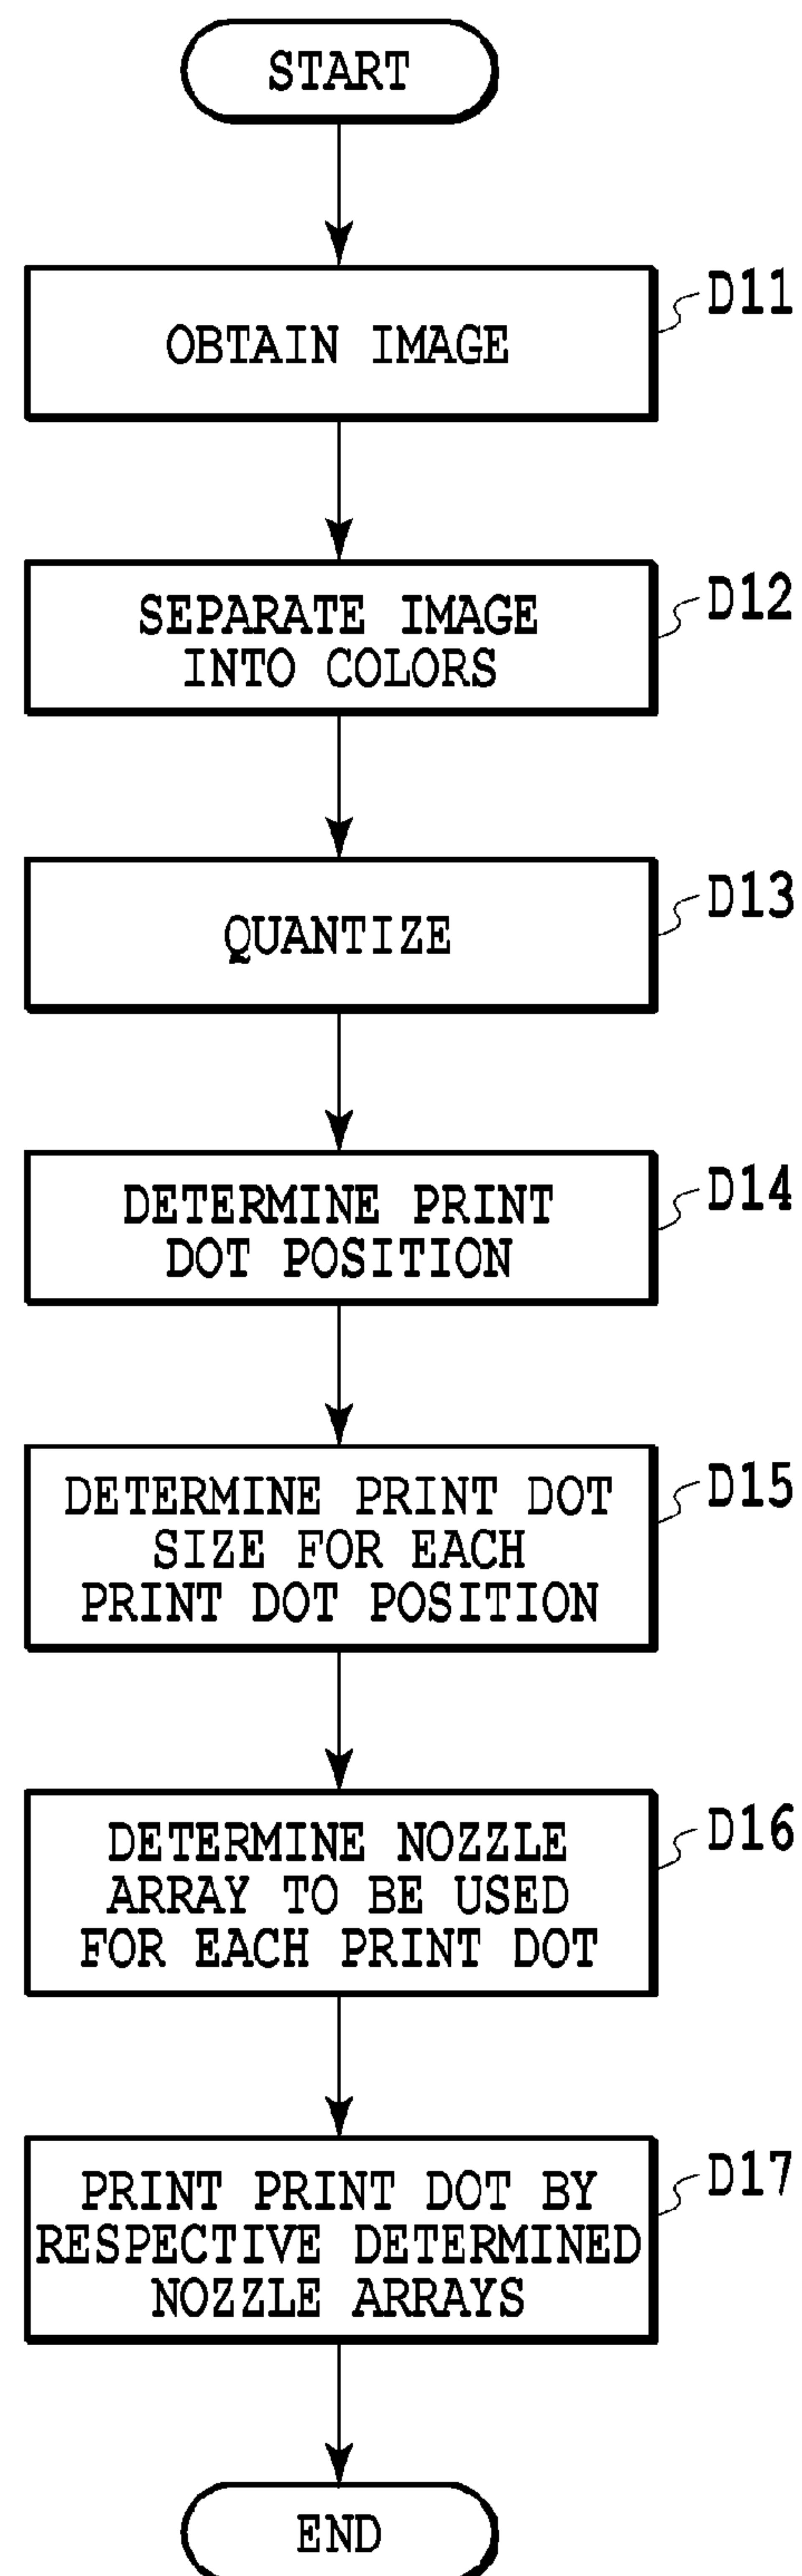 START
OBTAIN IMAGE
D11
SEPARATE IMAGE
INTO COLORS
D12
QUANTIZE
D13
DETERMINE PRINT
DOT POSITION
D14
DETERMINE PRINT DOT
SIZE FOR EACH
PRINT DOT POSITION
D15
DETERMINE NOZZLE
ARRAY TO BE USED
FOR EACH PRINT DOT
D16
PRINT PRINT DOT BY
RESPECTIVE DETERMINED
NOZZLE ARRAYS
D17
END